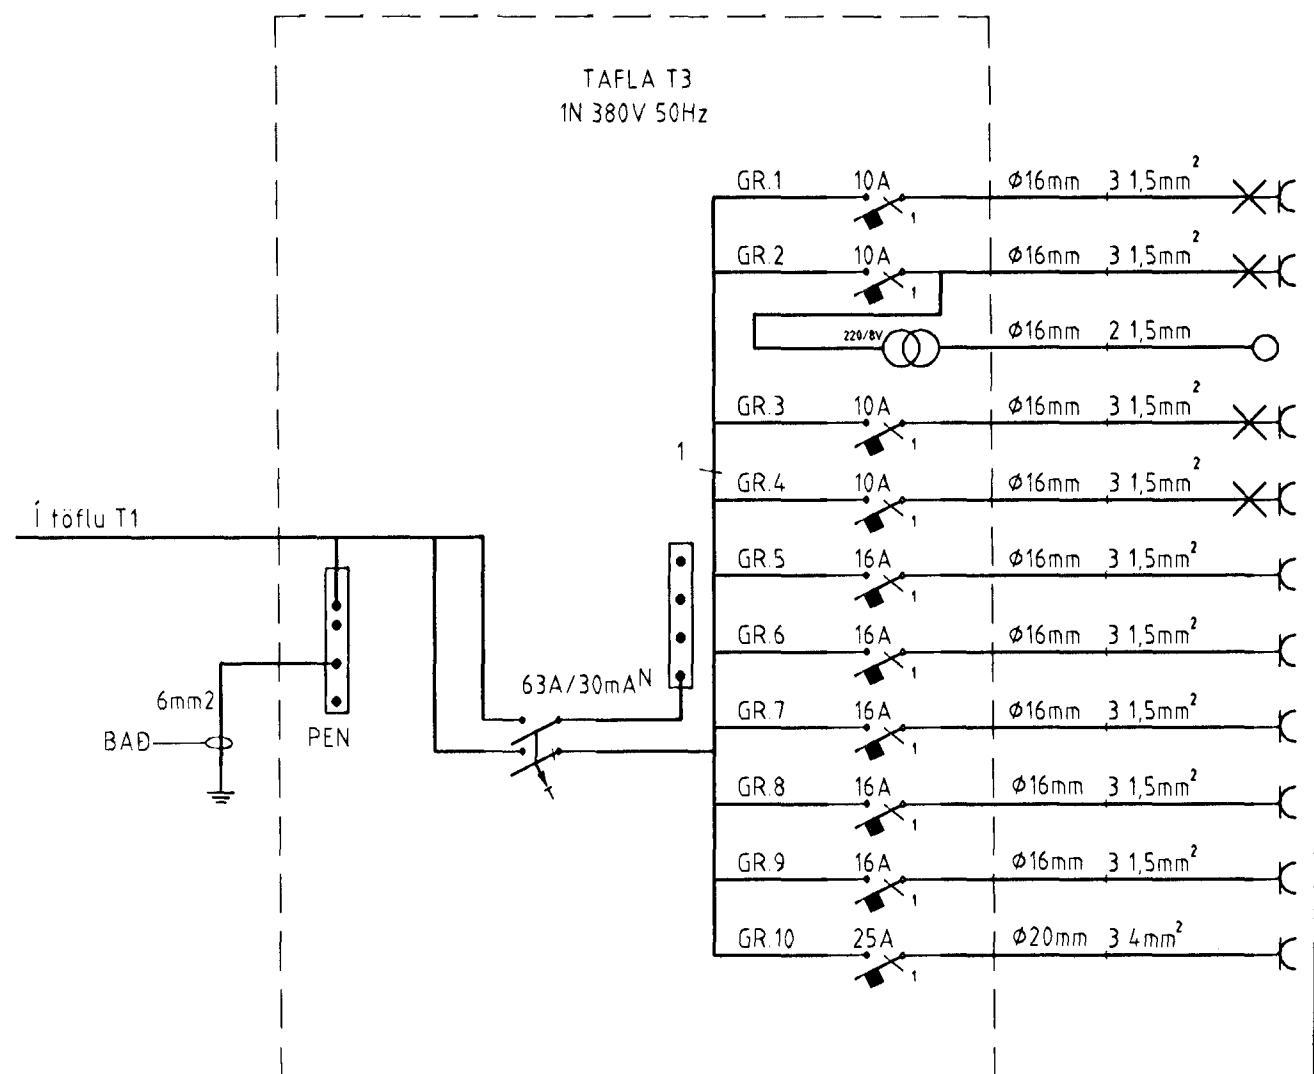 TAFLA T3
1N 380V 50Hz
GR.1 10A 1 Ø16mm 3 1,5mm²
GR.2 10A 1 Ø16mm 3 1,5mm²
220/8V Ø16mm 2 1,5mm
GR.3 10A 1 Ø16mm 3 1,5mm²
1
GR.4 10A 1 Ø16mm 3 1,5mm²
Í töflu T1
GR.5 16A 1 Ø16mm 3 1,5mm²
GR.6 16A 1 Ø16mm 3 1,5mm²
63A/30mA N
6mm2
GR.7 16A 1 Ø16mm 3 1,5mm²
BAÐ
PEN
GR.8 16A 1 Ø16mm 3 1,5mm²
GR.9 16A 1 Ø16mm 3 1,5mm²
GR.10 25A 1 Ø20mm 3 4mm²